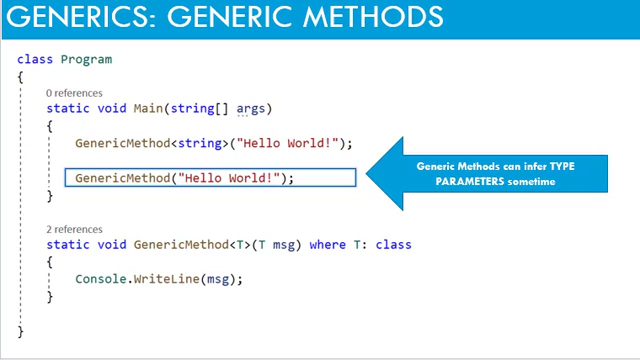 GENERICS: GENERIC METHODS
class Program
{
0 references
static void Main(string[] args)
{
GenericMethod<string>("Hello World!");
GenericMethod("Hello World!");
Generic Methods can infer TYPE
PARAMETERS sometime
}
2 references
static void GenericMethod<T>(T msg) where T: class
{
Console.WriteLine(msg);
}
}